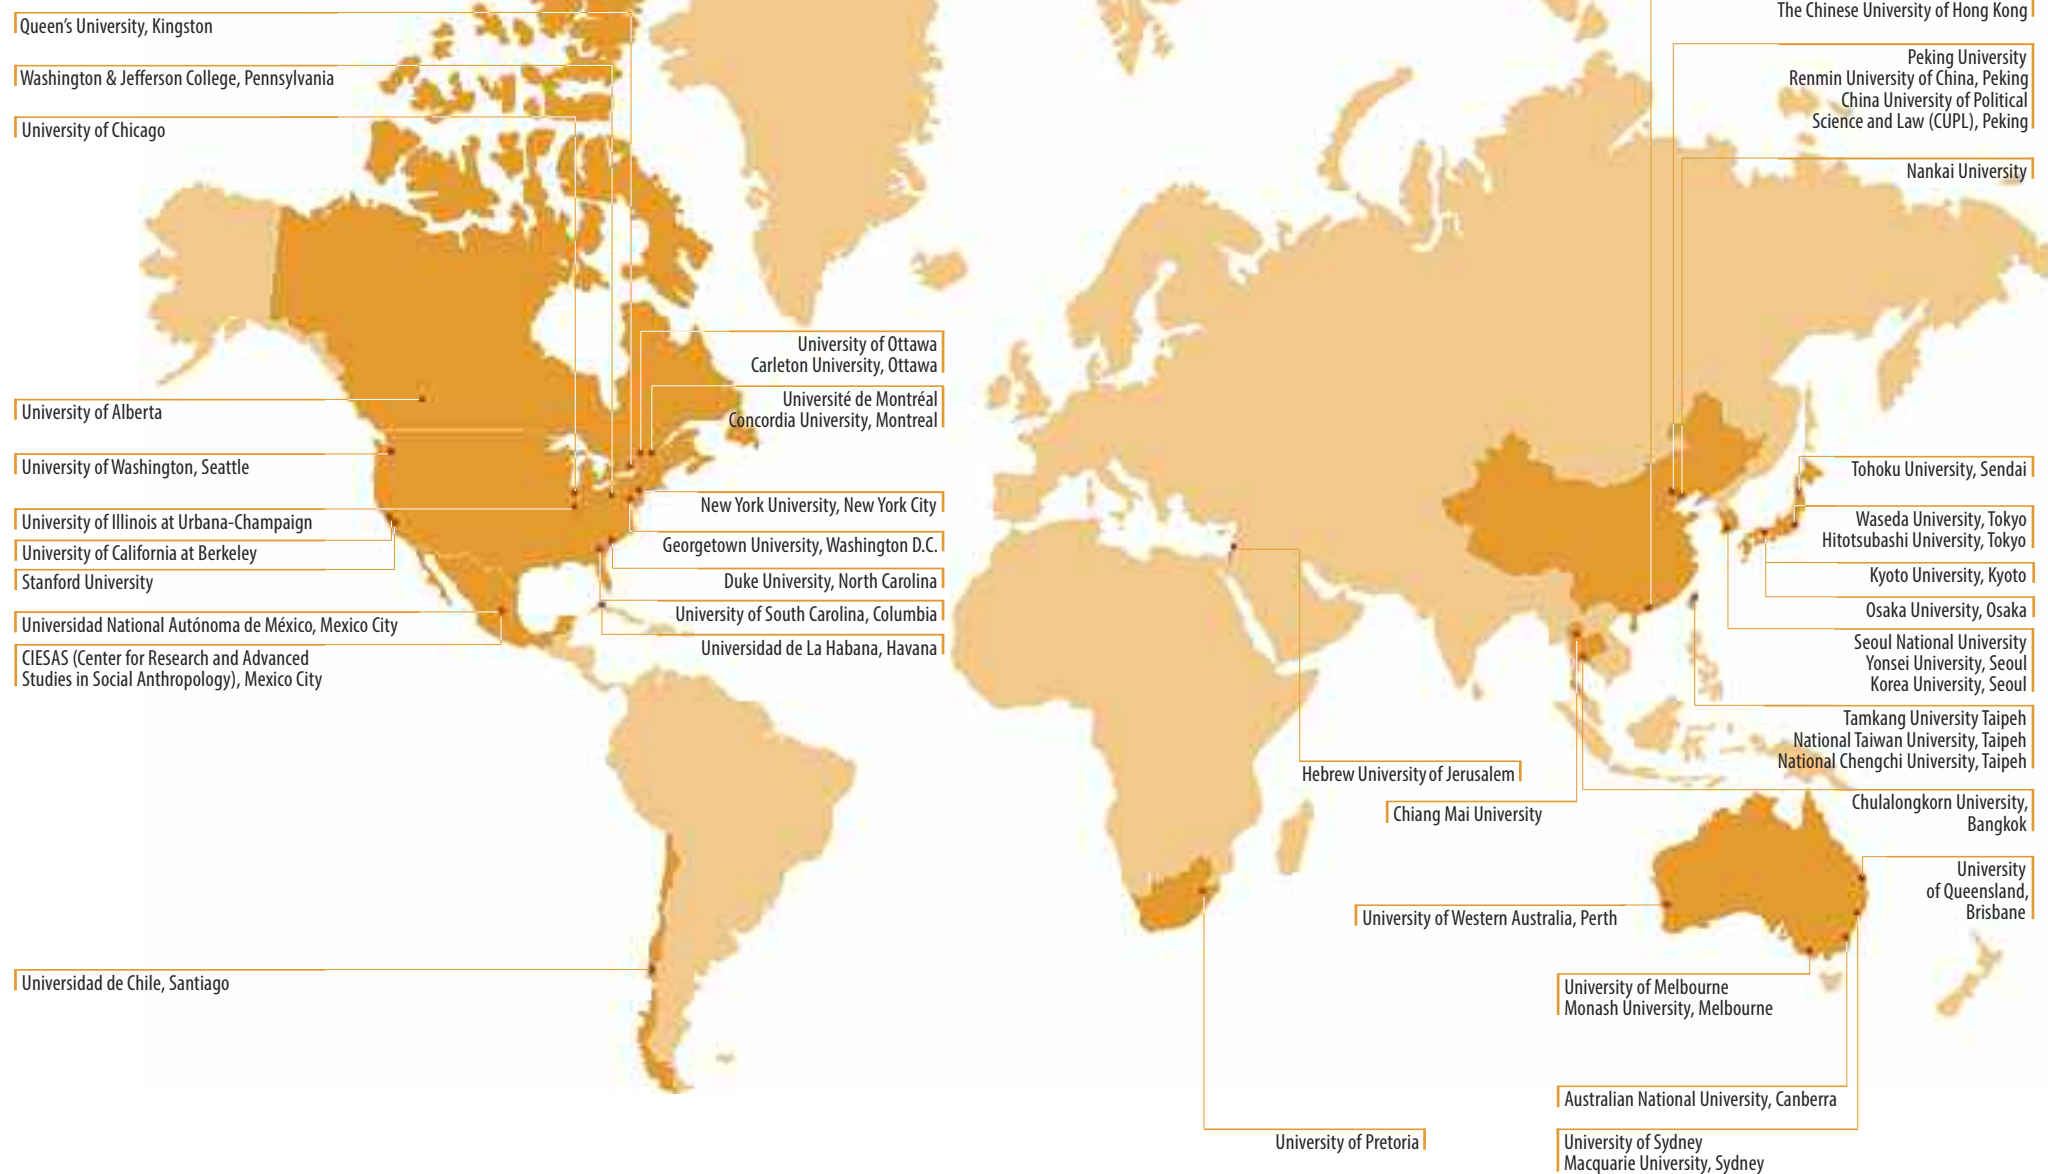 Queen's University, Kingston
Washington & Jefferson College, Pennsylvania
University of Chicago
University of Alberta
University of Washington, Seattle
University of Illinois at Urbana-Champaign
University of California at Berkeley
Stanford University
Universidad National Autónoma de México, Mexico City
CIESAS (Center for Research and Advanced
Studies in Social Anthropology), Mexico City
Universidad de Chile, Santiago
University of Ottawa
Carleton University, Ottawa
Université de Montréal
Concordia University, Montreal
New York University, New York City
Georgetown University, Washington D.C.
Duke University, North Carolina
University of South Carolina, Columbia
Universidad de La Habana, Havana
Hebrew University of Jerusalem
Chiang Mai University
University of Western Australia, Perth
University of Melbourne
Monash University, Melbourne
Australian National University, Canberra
University of Pretoria
University of Sydney
Macquarie University, Sydney
The Chinese University of Hong Kong
Peking University
Renmin University of China, Peking
China University of Political
Science and Law (CUPL), Peking
Nankai University
Tohoku University, Sendai
Waseda University, Tokyo
Hitotsubashi University, Tokyo
Kyoto University, Kyoto
Osaka University, Osaka
Seoul National University
Yonsei University, Seoul
Korea University, Seoul
Tamkang University Taipeh
National Taiwan University, Taipeh
National Chengchi University, Taipeh
Chulalongkorn University,
Bangkok
University
of Queensland,
Brisbane